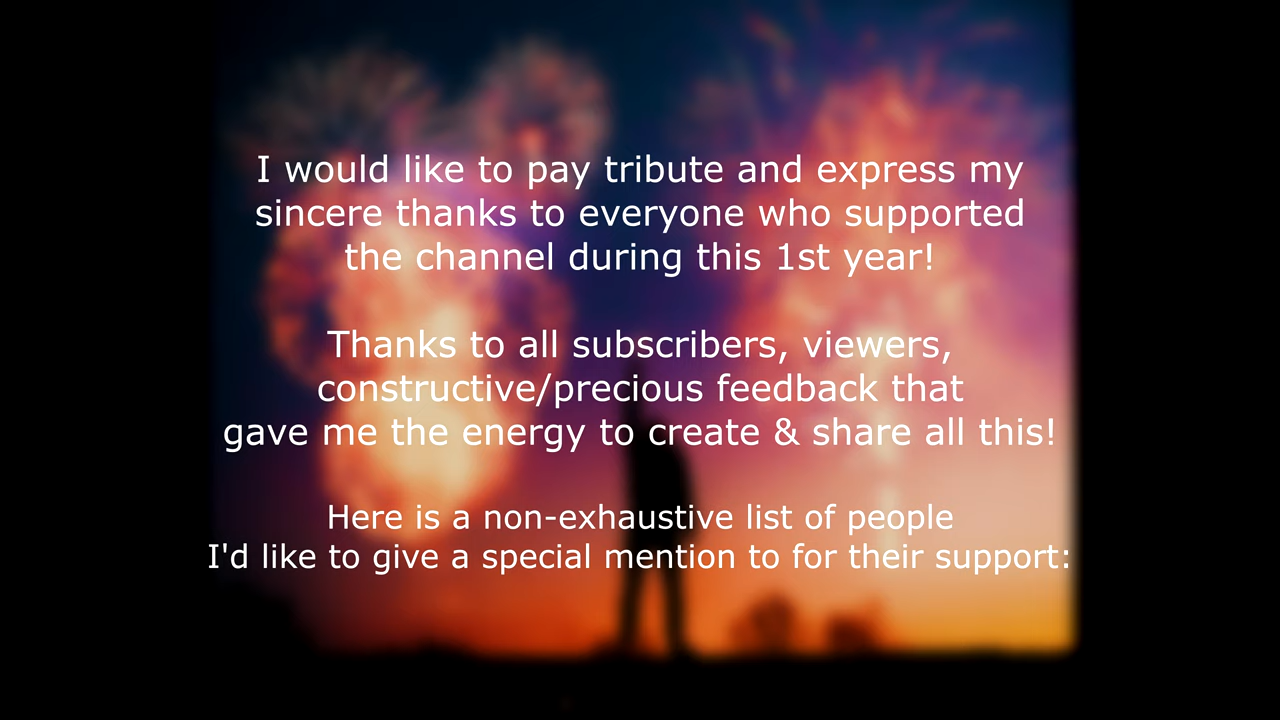 I would like to pay tribute and express my
sincere thanks to everyone who supported
the channel during this 1st year!
Thanks to all subscribers, viewers,
constructive/precious feedback that
gave me the energy to create & share all this!
Here is a non-exhaustive list of people
I'd like to give a special mention to for their support: